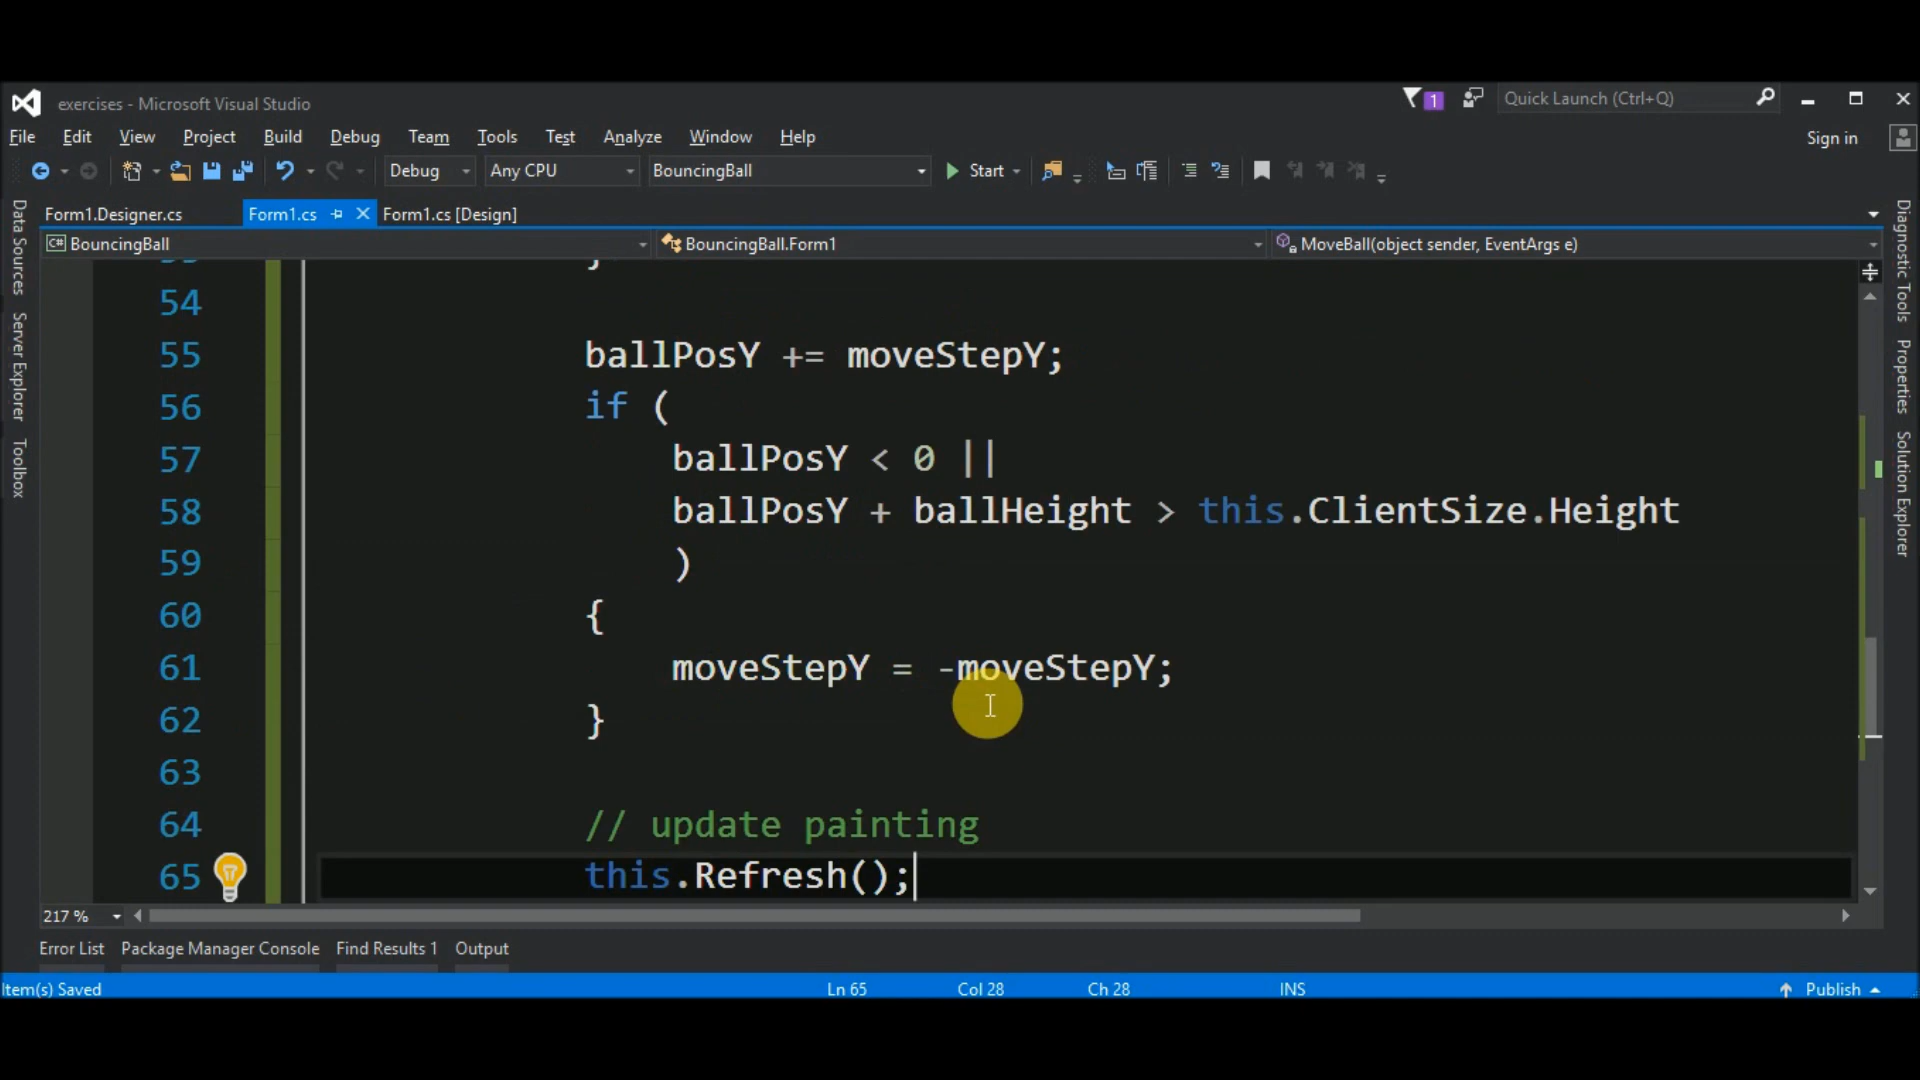 exercises - Microsoft Visual Studio
1
Quick Launch (Ctrl+Q)
File Edit View Project Build Debug Team Tools Test Analyze Window Help
Sign in
Debug Any CPU BouncingBall Start
Form1.Designer.cs Form1.cs Form1.cs [Design]
C# BouncingBall BouncingBall.Form1 MoveBall(object sender, EventArgs e)
Data Sources
Server Explorer
Toolbox
Diagnostic Tools
Properties
Solution Explorer
}
54
55 ballPosY += moveStepY;
56 if (
57 ballPosY < 0 ||
58 ballPosY + ballHeight > this.ClientSize.Height
59 )
60 {
61 moveStepY = -moveStepY;
62 }
63
64 // update painting
65 this.Refresh();
217 %
Error List Package Manager Console Find Results 1 Output
Item(s) Saved Ln 65 Col 28 Ch 28 INS Publish